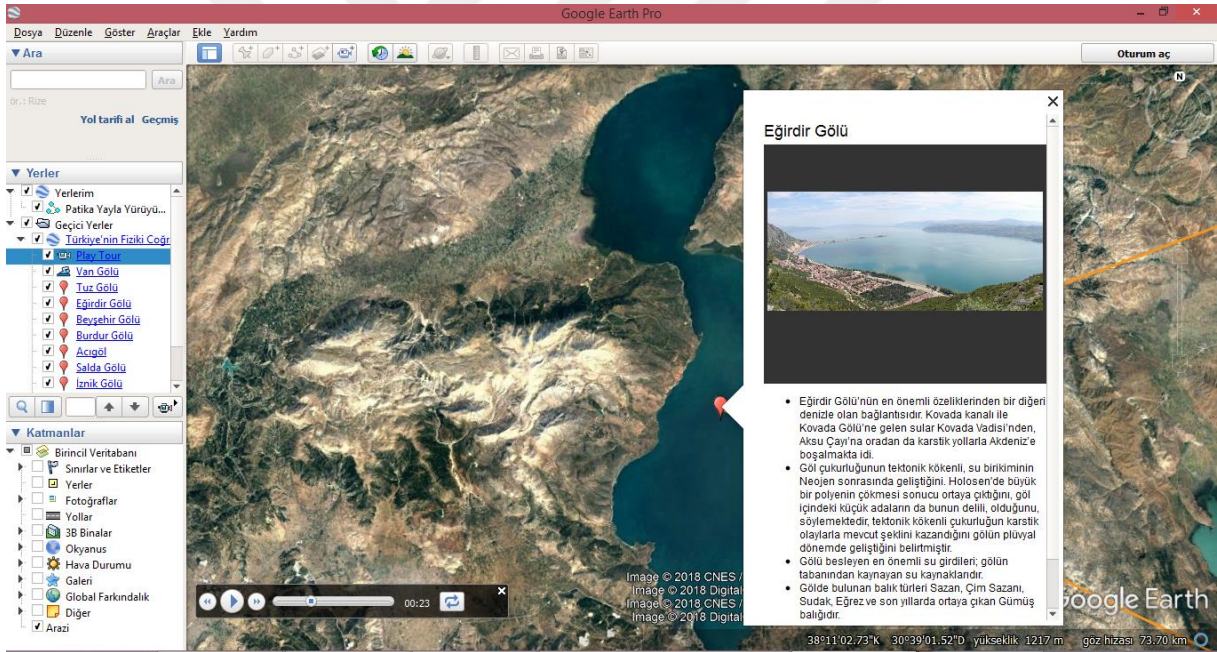 Google Earth Pro
Dosya Düzenle Göster Araçlar Ekle Yardım
Ara
Ara
ör.: Rize
Yol tarifi al Geçmiş
Yerler
Yerlerim
Patika Yayla Yürüyü...
Geçici Yerler
Türkiye'nin Fiziki Coğr
Play Tour
Van Gölü
Tuz Gölü
Eğirdir Gölü
Beyşehir Gölü
Burdur Gölü
Acıgöl
Salda Gölü
İznik Gölü
Katmanlar
Birincil Veritabanı
Sınırlar ve Etiketler
Yerler
Fotoğraflar
Yollar
3B Binalar
Okyanus
Hava Durumu
Galeri
Global Farkındalık
Diğer
Arazi
Oturum aç
N
Eğirdir Gölü
Eğirdir Gölü'nün en önemli özeliklerinden bir diğeri
denizle olan bağlantısıdır. Kovada kanalı ile
Kovada Gölü'ne gelen sular Kovada Vadisi'nden,
Aksu Çayı'na oradan da karstik yollarla Akdeniz'e
boşalmakta idi.
Göl çukurluğunun tektonik kökenli, su birikiminin
Neojen sonrasında geliştiğini. Holosen'de büyük
bir polyenin çökmesi sonucu ortaya çıktığını, göl
içindeki küçük adaların da bunun delili, olduğunu,
söylemektedir, tektonik kökenli çukurluğun karstik
olaylarla mevcut şeklini kazandığını gölün plüvyal
dönemde geliştiğini belirtmiştir.
Gölü besleyen en önemli su girdileri; gölün
tabanından kaynayan su kaynaklarıdır.
Gölde bulunan balık türleri Sazan, Çim Sazanı,
Sudak, Eğrez ve son yıllarda ortaya çıkan Gümüş
balığıdır.
00:23
Image © 2018 CNES /
Image © 2018 Digital
Image © 2018 CNES /
Image © 2018 Digital
Google Earth
38°11'02.73"K 30°39'01.52"D yükseklik 1217 m göz hizası 73.70 km